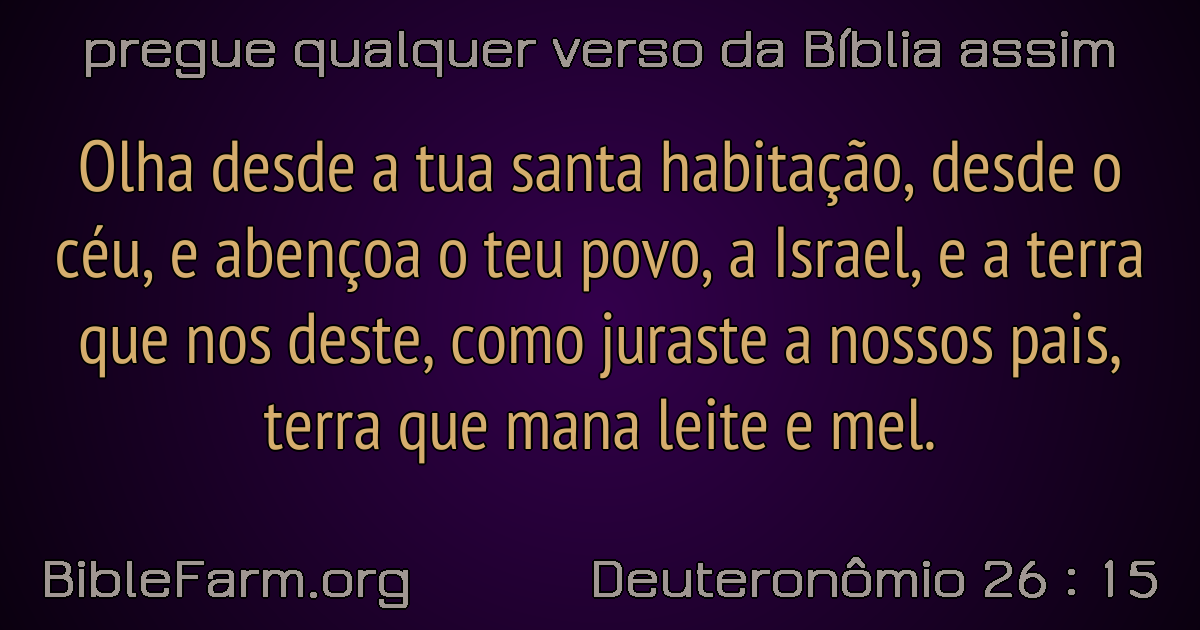 pregue qualquer verso da Bíblia assim
Olha desde a tua santa habitação, desde o
céu, e abençoa o teu povo, a Israel, e a terra
que nos deste, como juraste a nossos pais,
terra que mana leite e mel.
BibleFarm.org
Deuteronômio 26 : 15